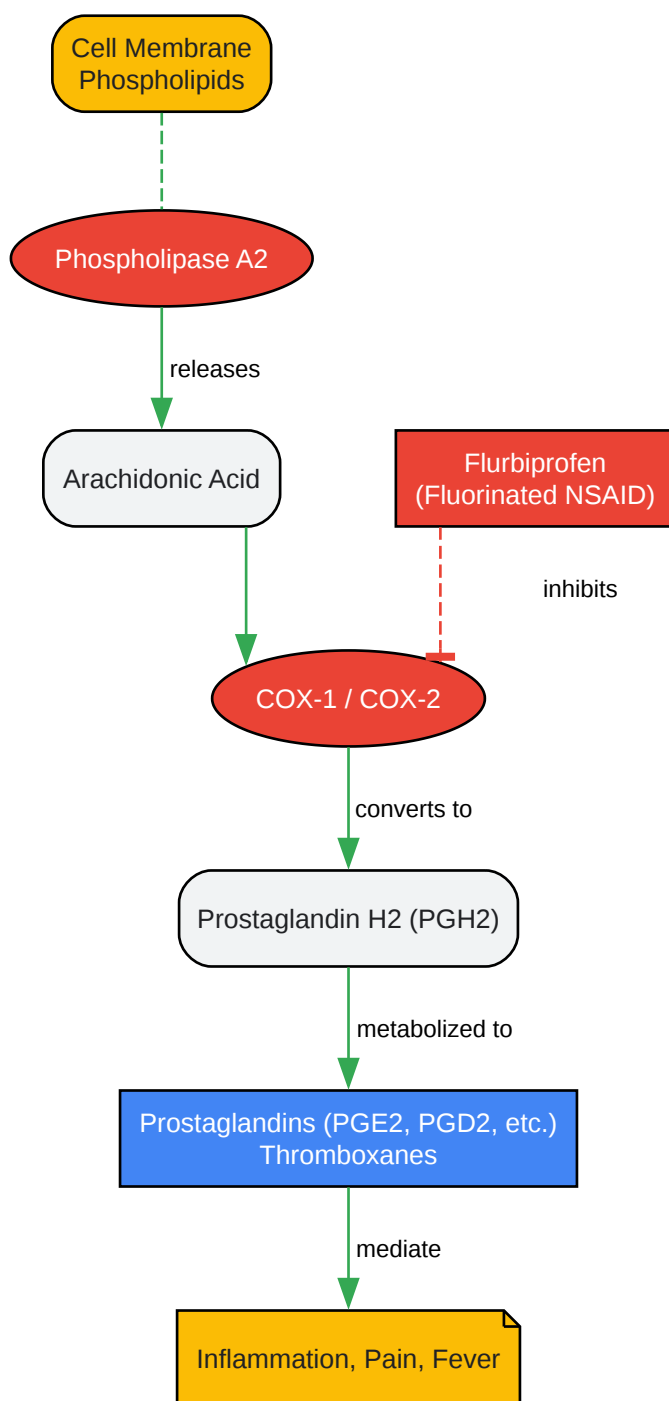 Cell Membrane
Phospholipids
Phospholipase A2
releases
Arachidonic Acid
Flurbiprofen
(Fluorinated NSAID)
inhibits
COX-1 / COX-2
converts to
Prostaglandin H2 (PGH2)
metabolized to
Prostaglandins (PGE2, PGD2, etc.)
Thromboxanes
mediate
Inflammation, Pain, Fever